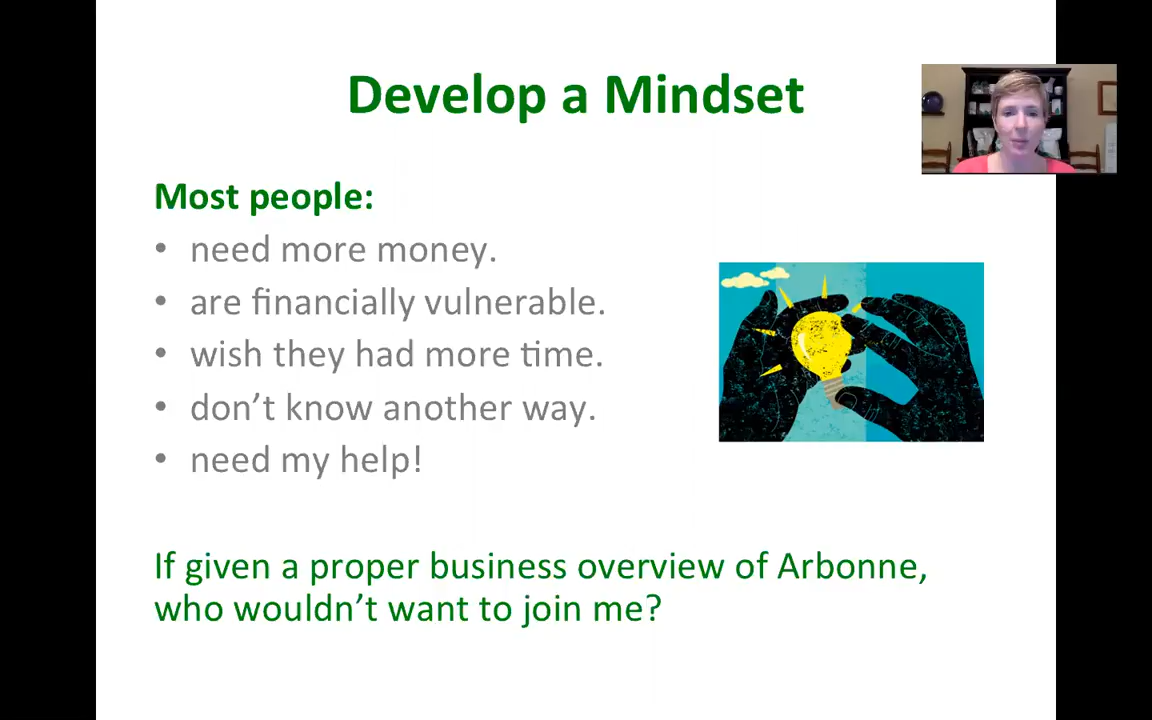 Develop a Mindset
Most people:
• need more money.
• are financially vulnerable.
• wish they had more time.
• don’t know another way.
• need my help!
If given a proper business overview of Arbonne,
who wouldn’t want to join me?